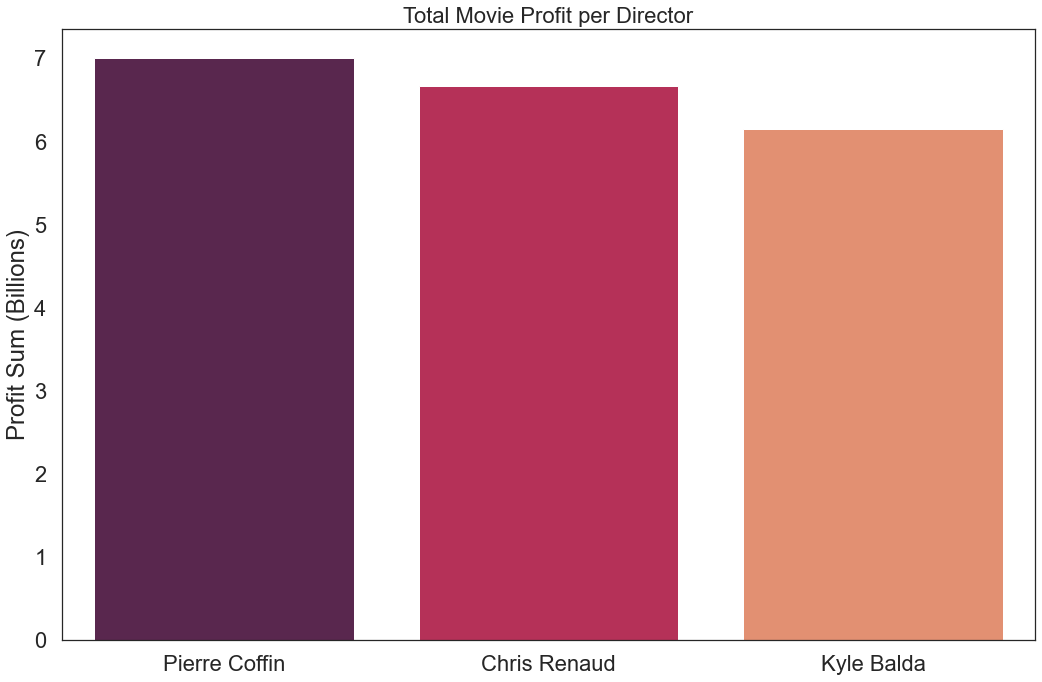 Total Movie Profit per Director
Profit Sum (Billions)
7
6
5
4
3
2
1
0
Pierre Coffin
Chris Renaud
Kyle Balda